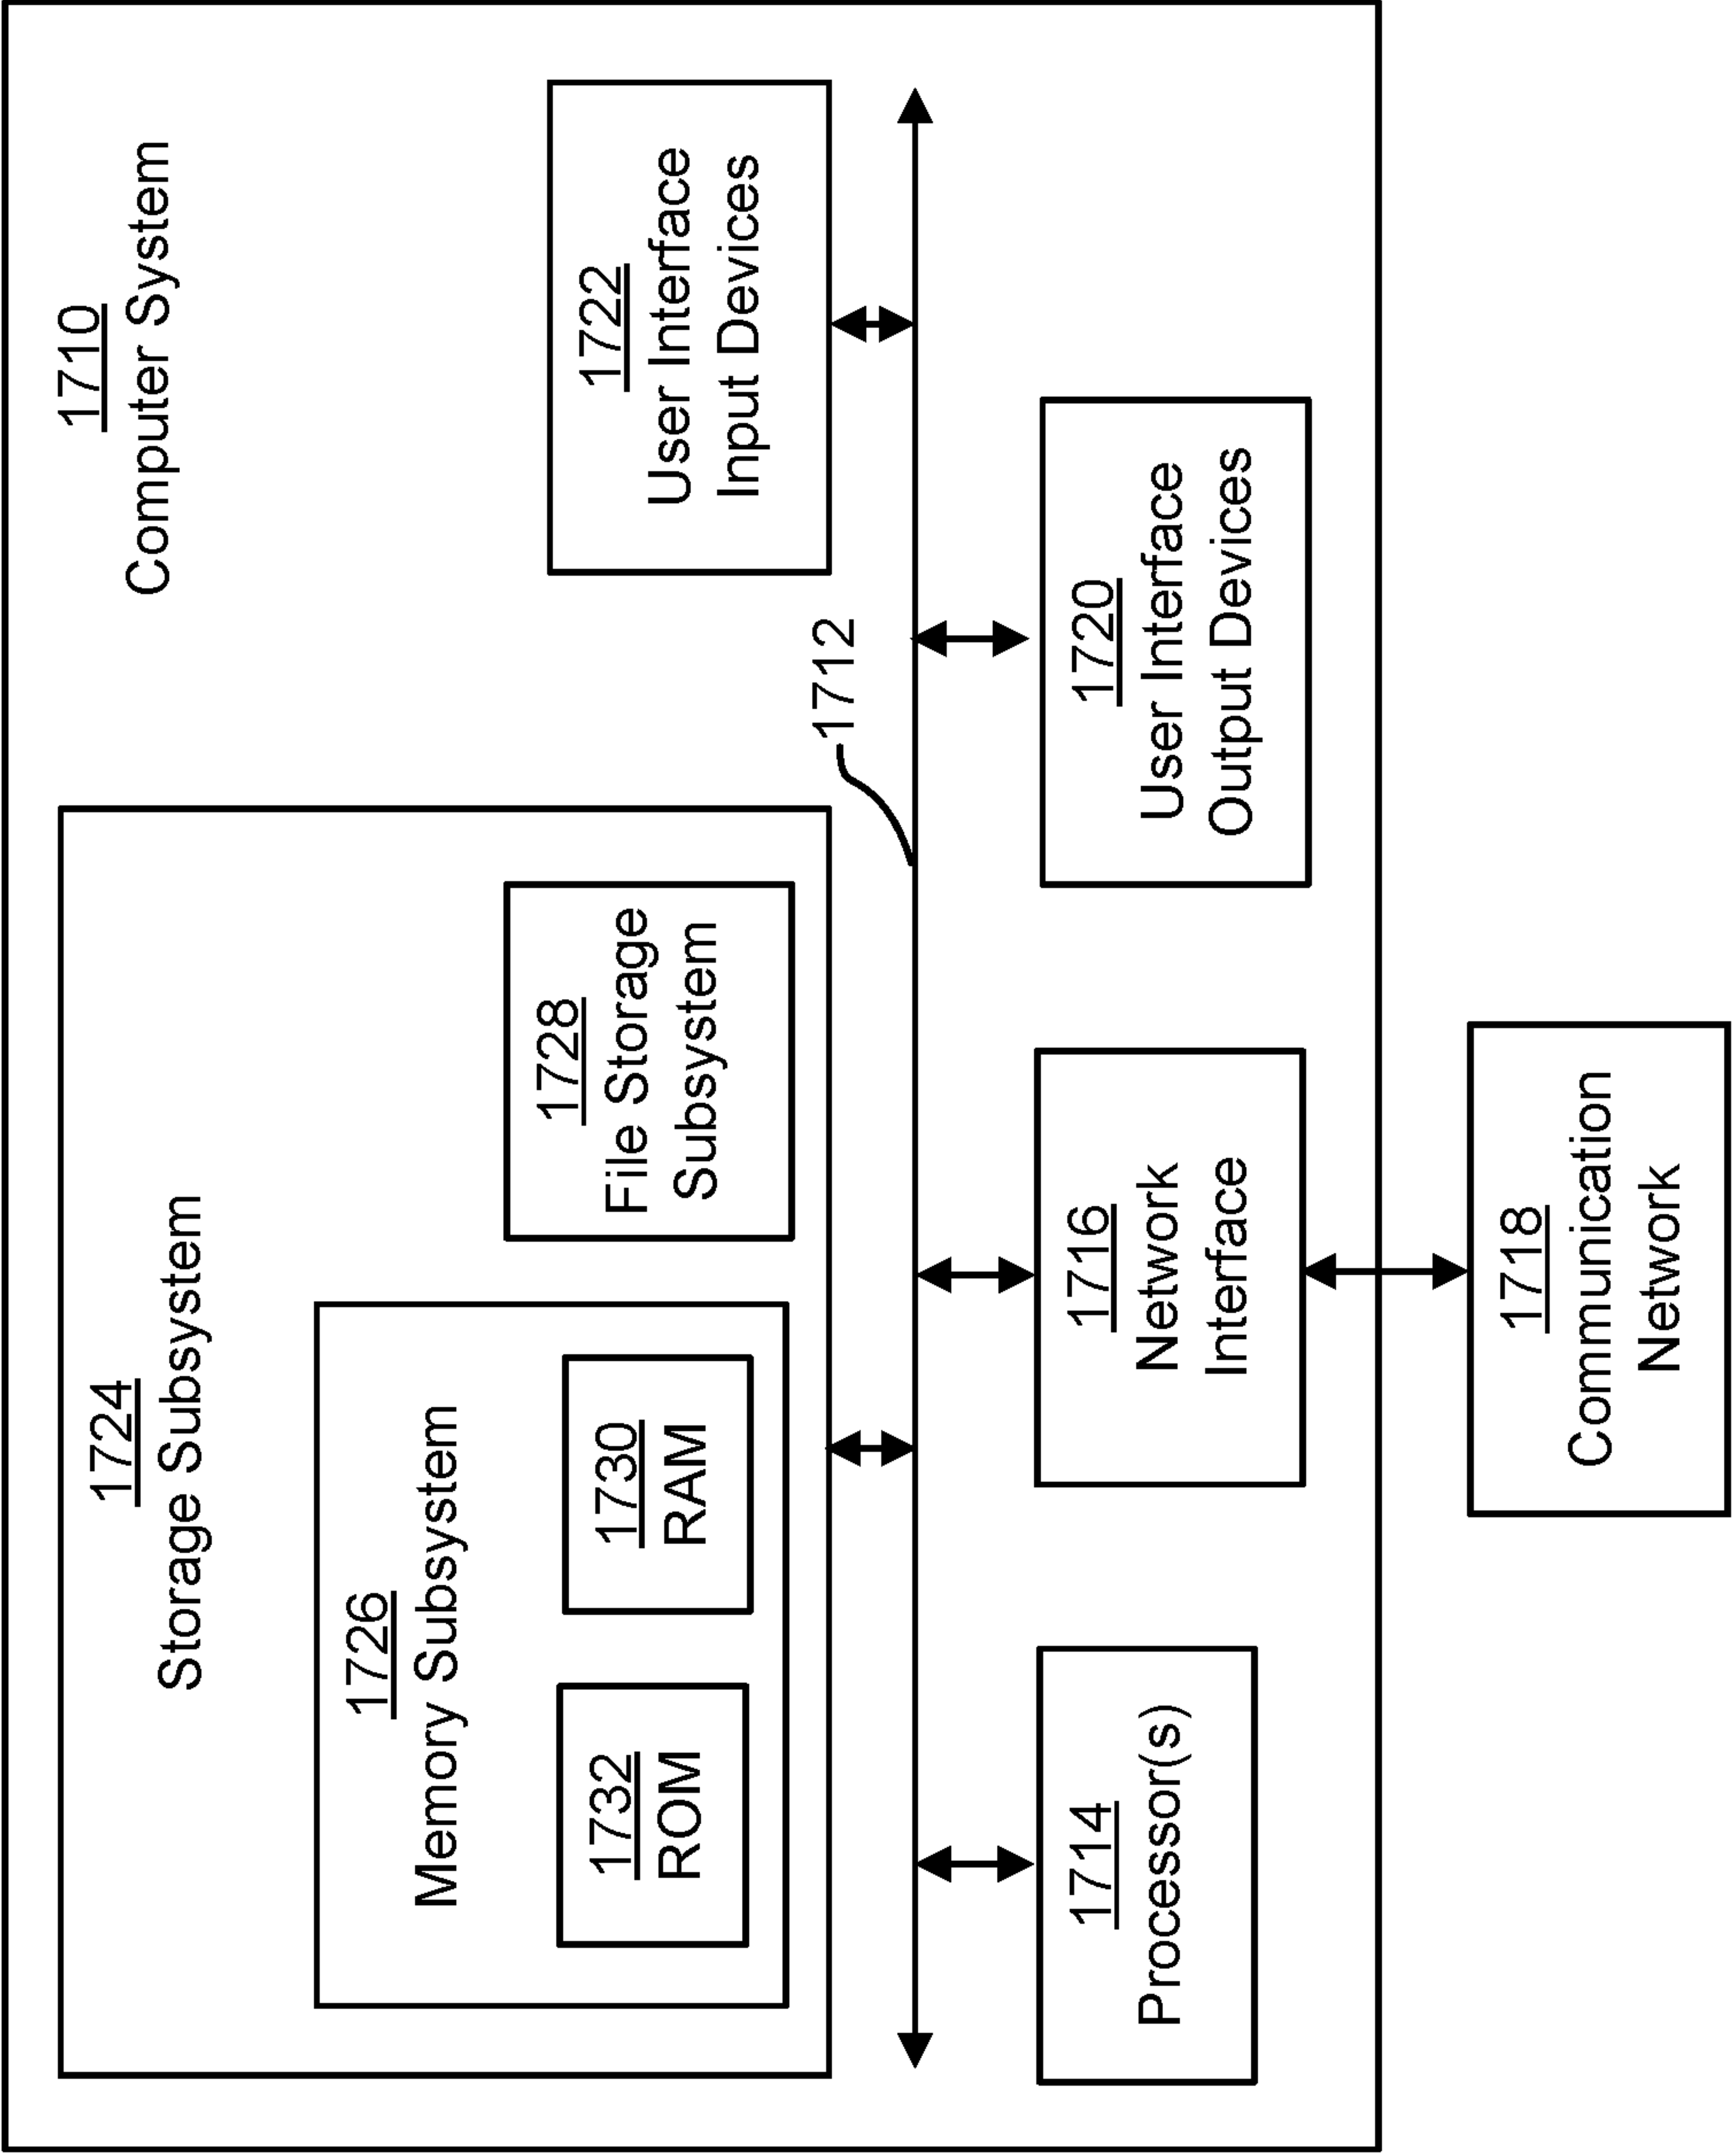 1710
Computer System
1724
Storage Subsystem
1726
Memory Subsystem
1732
ROM
1730
RAM
1728
File Storage
Subsystem
1722
User Interface
Input Devices
1712
1714
Processor(s)
1716
Network
Interface
1720
User Interface
Output Devices
1718
Communication
Network